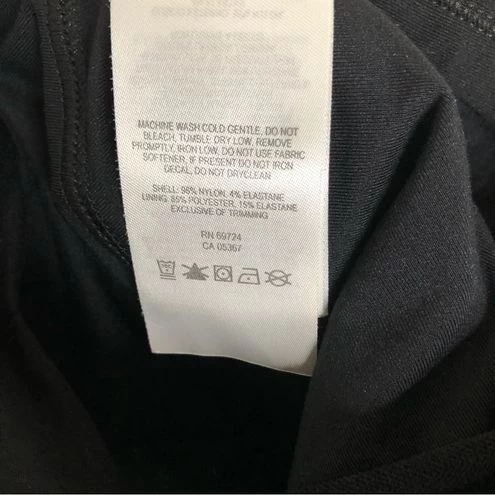 MACHINE WASH COLD GENTLE, DO NOT
BLEACH, TUMBLE DRY LOW, REMOVE
PROMPTLY, IRON LOW, DO NOT USE FABRIC
SOFTENER, IF PRESENT DO NOT IRON
DECAL, DO NOT DRYCLEAN
SHELL: 96% NYLON, 4% ELASTANE
LINING: 85% POLYESTER, 15% ELASTANE
EXCLUSIVE OF TRIMMING
RN 69724
CA 05367